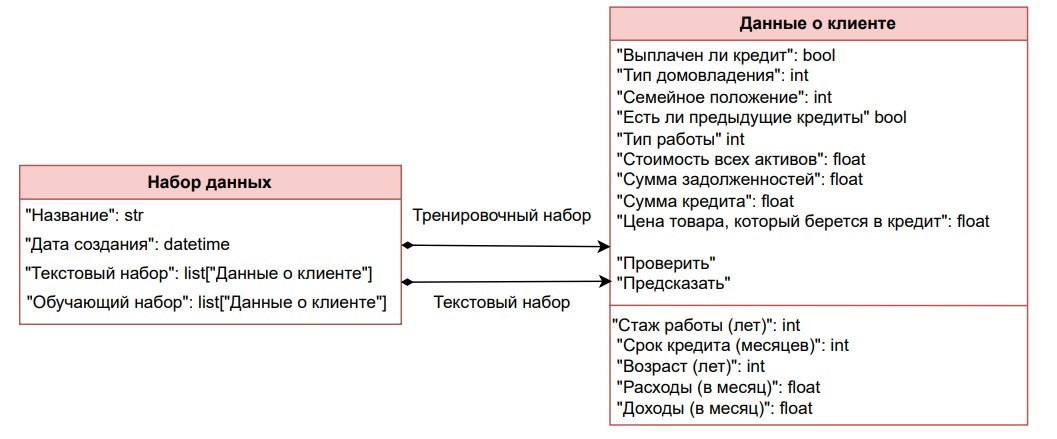 Набор данных
"Название": str
"Дата создания": datetime
"Текстовый набор": list["Данные о клиенте"]
"Обучающий набор": list["Данные о клиенте"]
Тренировочный набор
Текстовый набор
Данные о клиенте
"Выплачен ли кредит": bool
"Тип домовладения": int
"Семейное положение": int
"Есть ли предыдущие кредиты" bool
"Тип работы" int
"Стоимость всех активов": float
"Сумма задолженностей": float
"Сумма кредита": float
"Цена товара, который берется в кредит": float
"Проверить"
"Предсказать"
"Стаж работы (лет)": int
"Срок кредита (месяцев)": int
"Возраст (лет)": int
"Расходы (в месяц)": float
"Доходы (в месяц)": float